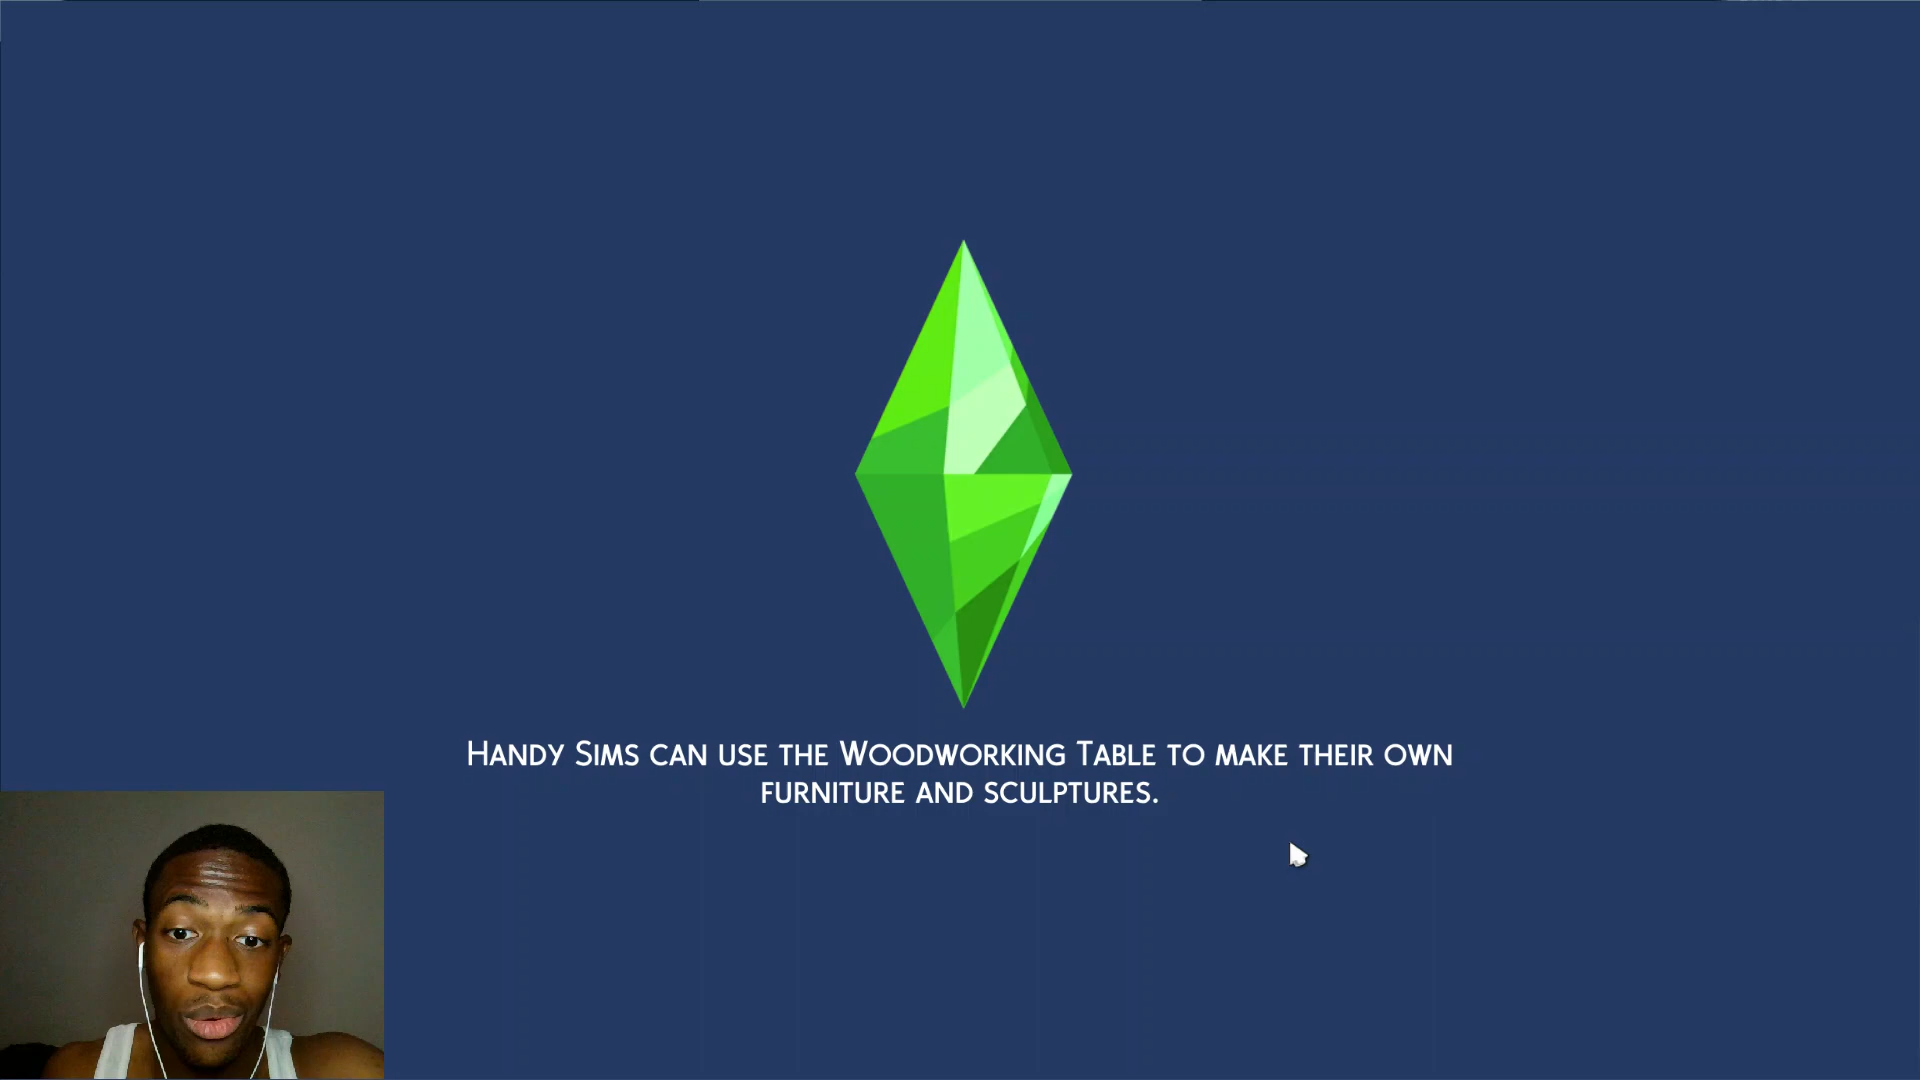 Handy Sims can use the Woodworking Table to make their own
furniture and sculptures.